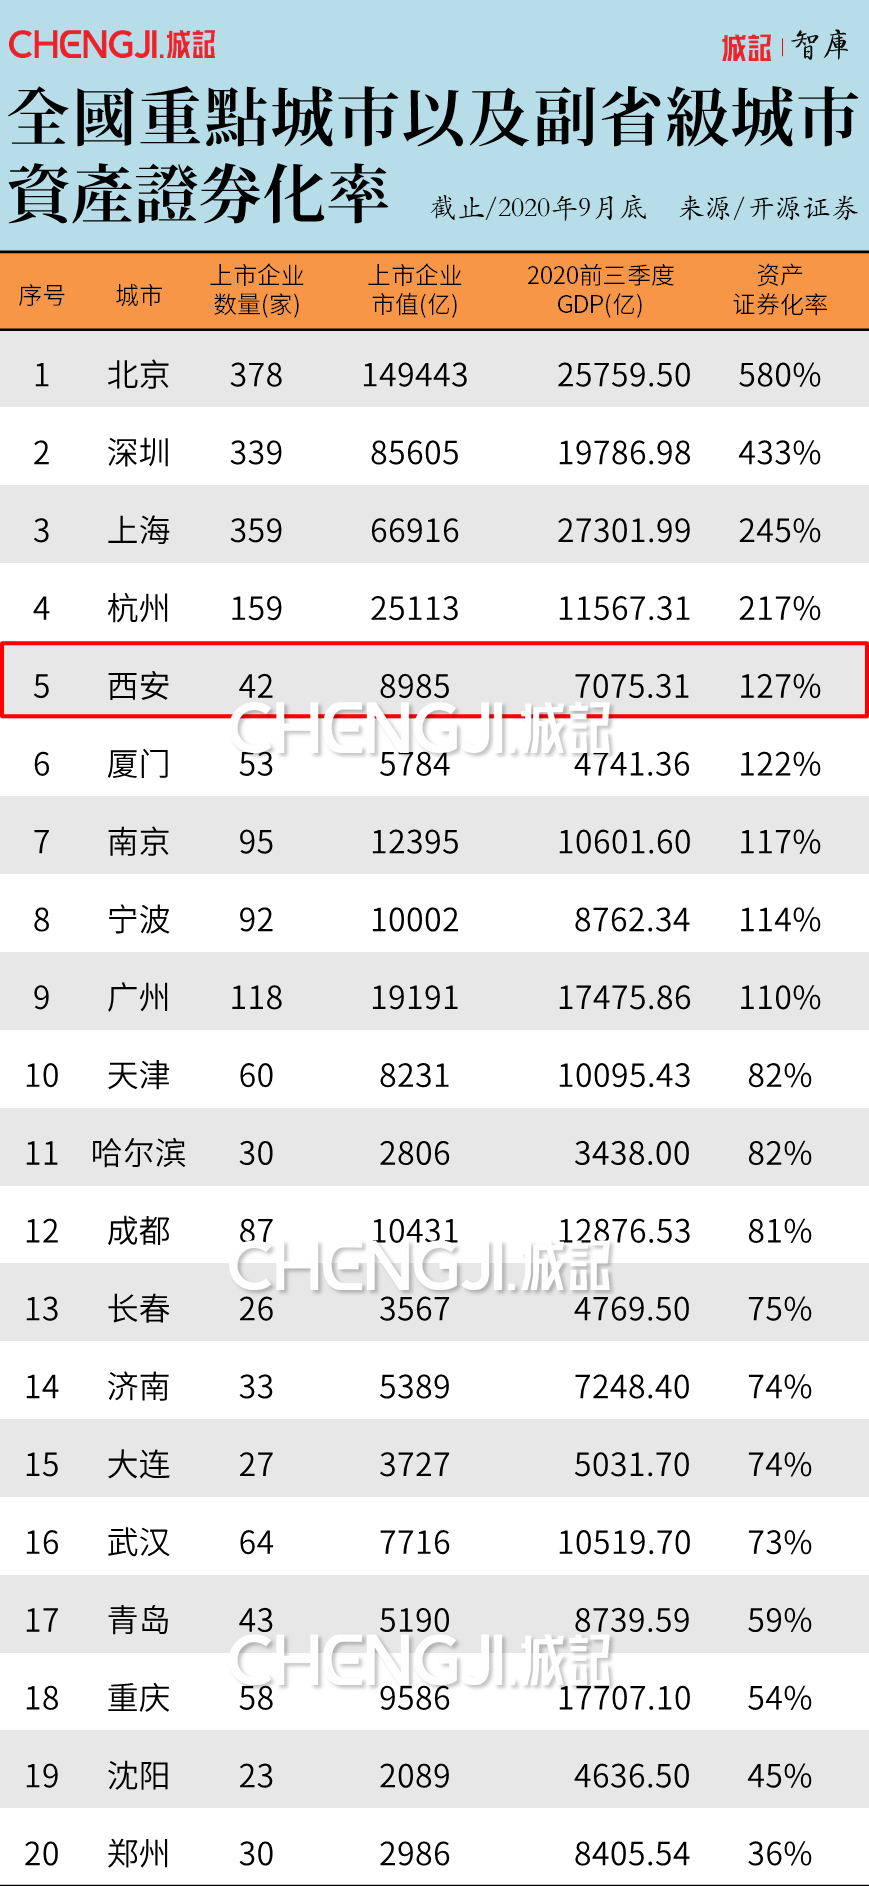 CHENGJI.城記
城記|智庫
全國重點城市以及副省級城市
資產證券化率
截止/2020年9月底 来源/开源证券
序号 城市 上市企业数量(家) 上市企业市值(亿) 2020前三季度GDP(亿) 资产证券化率
1 北京 378 149443 25759.50 580%
2 深圳 339 85605 19786.98 433%
3 上海 359 66916 27301.99 245%
4 杭州 159 25113 11567.31 217%
5 西安 42 8985 7075.31 127%
CHENGJI.城記
6 厦门 53 5784 4741.36 122%
7 南京 95 12395 10601.60 117%
8 宁波 92 10002 8762.34 114%
9 广州 118 19191 17475.86 110%
10 天津 60 8231 10095.43 82%
11 哈尔滨 30 2806 3438.00 82%
12 成都 87 10431 12876.53 81%
CHENGJI.城記
13 长春 26 3567 4769.50 75%
14 济南 33 5389 7248.40 74%
15 大连 27 3727 5031.70 74%
16 武汉 64 7716 10519.70 73%
17 青岛 43 5190 8739.59 59%
CHENGJI.城記
18 重庆 58 9586 17707.10 54%
19 沈阳 23 2089 4636.50 45%
20 郑州 30 2986 8405.54 36%